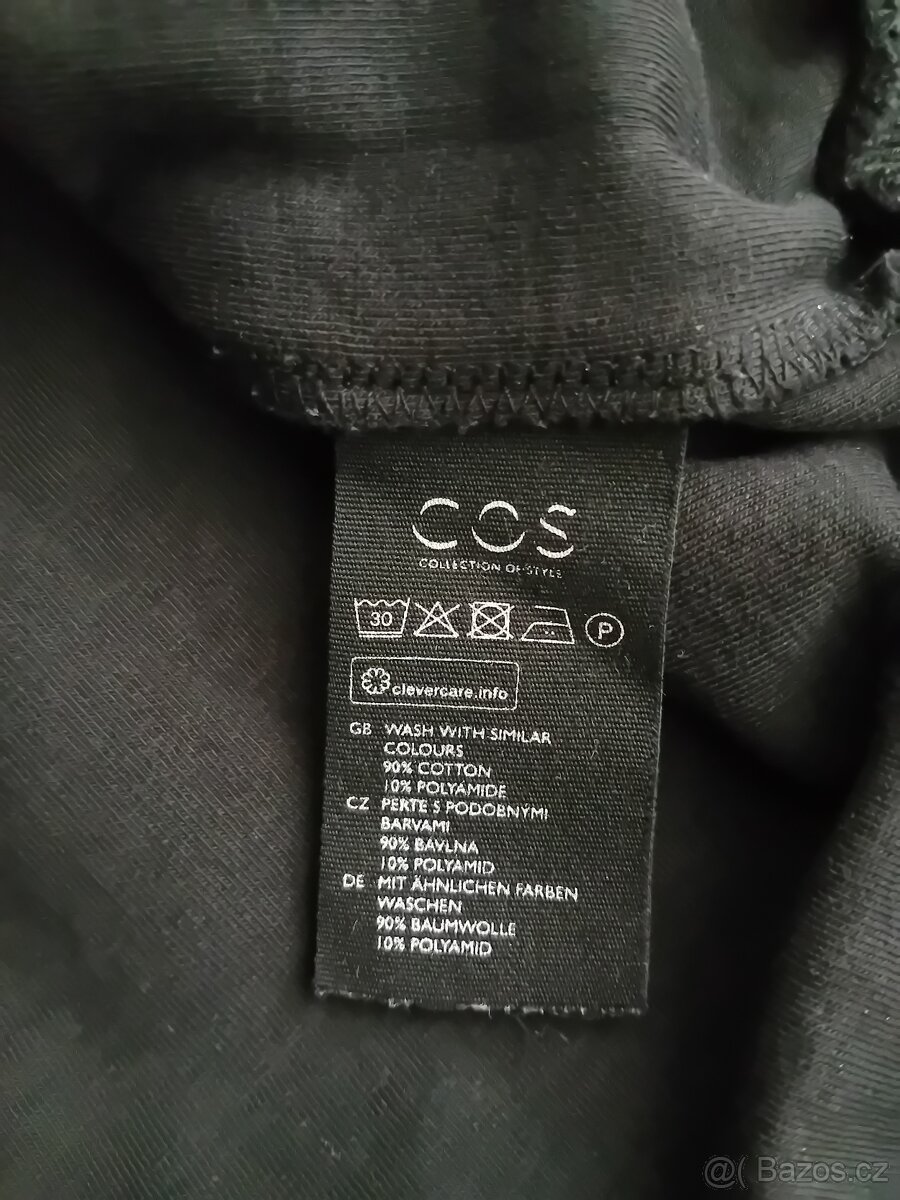 COS
COLLECTION OF STYLE
30 P
clevercare.info
GB WASH WITH SIMILAR
COLOURS
90% COTTON
10% POLYAMIDE
CZ PERTE S PODOBNÝMI
BARVAMI
90% BAVLNA
10% POLYAMID
DE MIT ÄHNLICHEN FARBEN
WASCHEN
90% BAUMWOLLE
10% POLYAMID
@( Bazos.cz